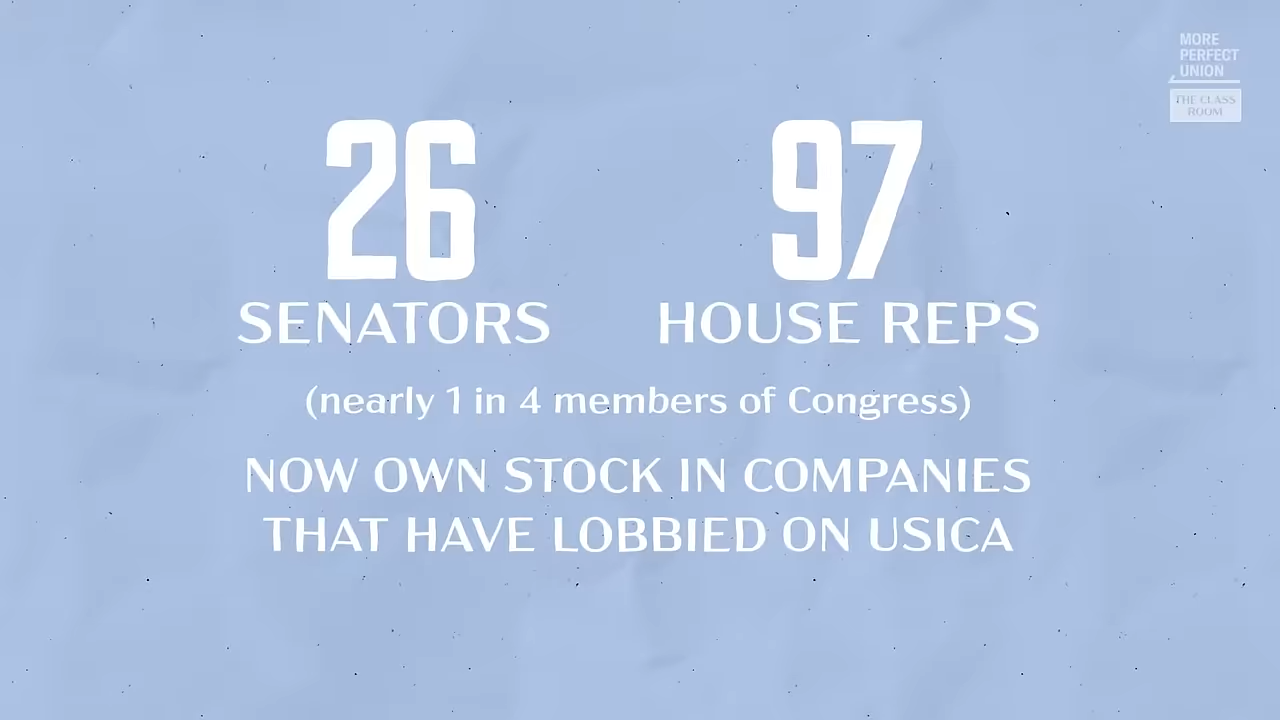 MORE
PERFECT
UNION
THE CLASS
ROOM
26 97
SENATORS HOUSE REPS
(nearly 1 in 4 members of Congress)
NOW OWN STOCK IN COMPANIES
THAT HAVE LOBBIED ON USICA